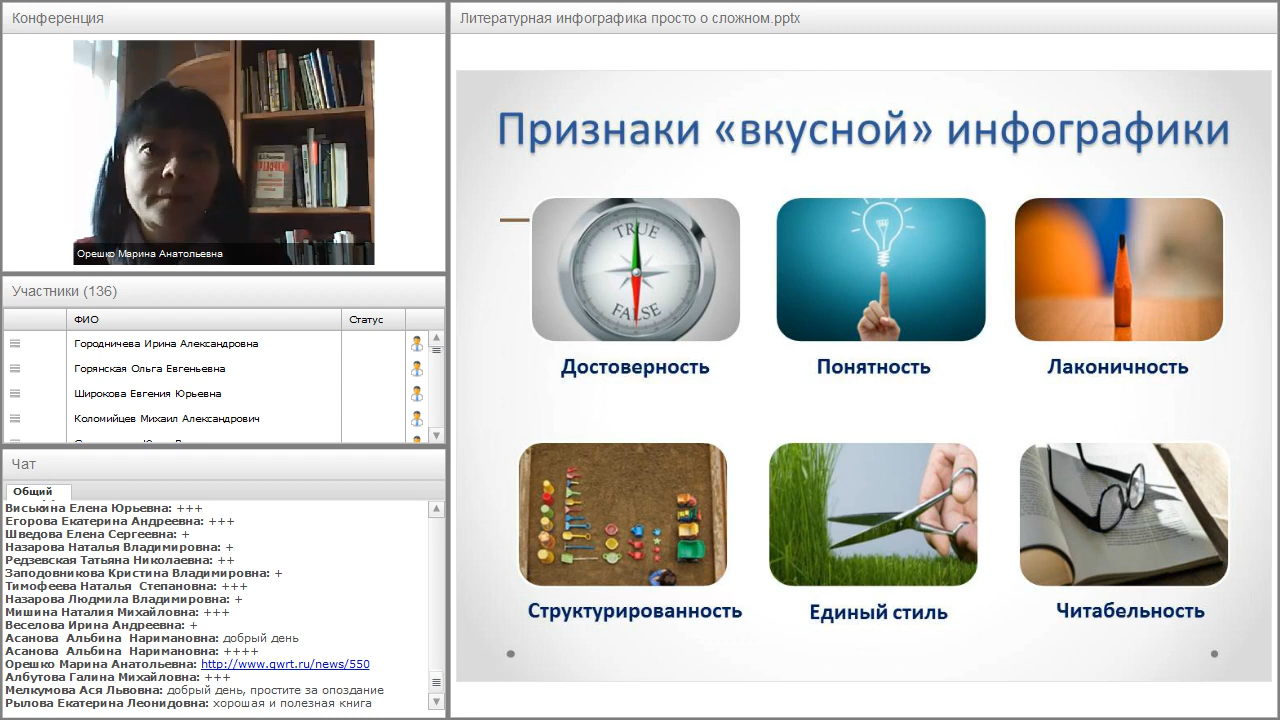 Конференция
Орешко Марина Анатольевна
Участники (136)
ФИО
Статус
Городничева Ирина Александровна
Горянская Ольга Евгеньевна
Широкова Евгения Юрьевна
Коломийцев Михаил Александрович
Чат
Общий
Виськина Елена Юрьевна: +++
Егорова Екатерина Андреевна: +++
Шведова Елена Сергеевна: +
Назарова Наталья Владимировна: +
Редзевская Татьяна Николаевна: ++
Заподовникова Кристина Владимировна: +
Тимофеева Наталья Степановна: +++
Назарова Людмила Владимировна: +
Мишина Наталия Михайловна: +++
Веселова Ирина Андреевна: +
Асанова Альбина Наримановна: добрый день
Асанова Альбина Наримановна: ++++
Орешко Марина Анатольевна: http://www.gwrt.ru/news/550
Албутова Галина Михайловна: +++
Мелкумова Ася Львовна: добрый день, простите за опоздание
Рылова Екатерина Леонидовна: хорошая и полезная книга
Литературная инфографика просто о сложном.pptx
Признаки «вкусной» инфографики
TRUE
FALSE
Достоверность
Понятность
Лаконичность
Структурированность
Единый стиль
Читабельность